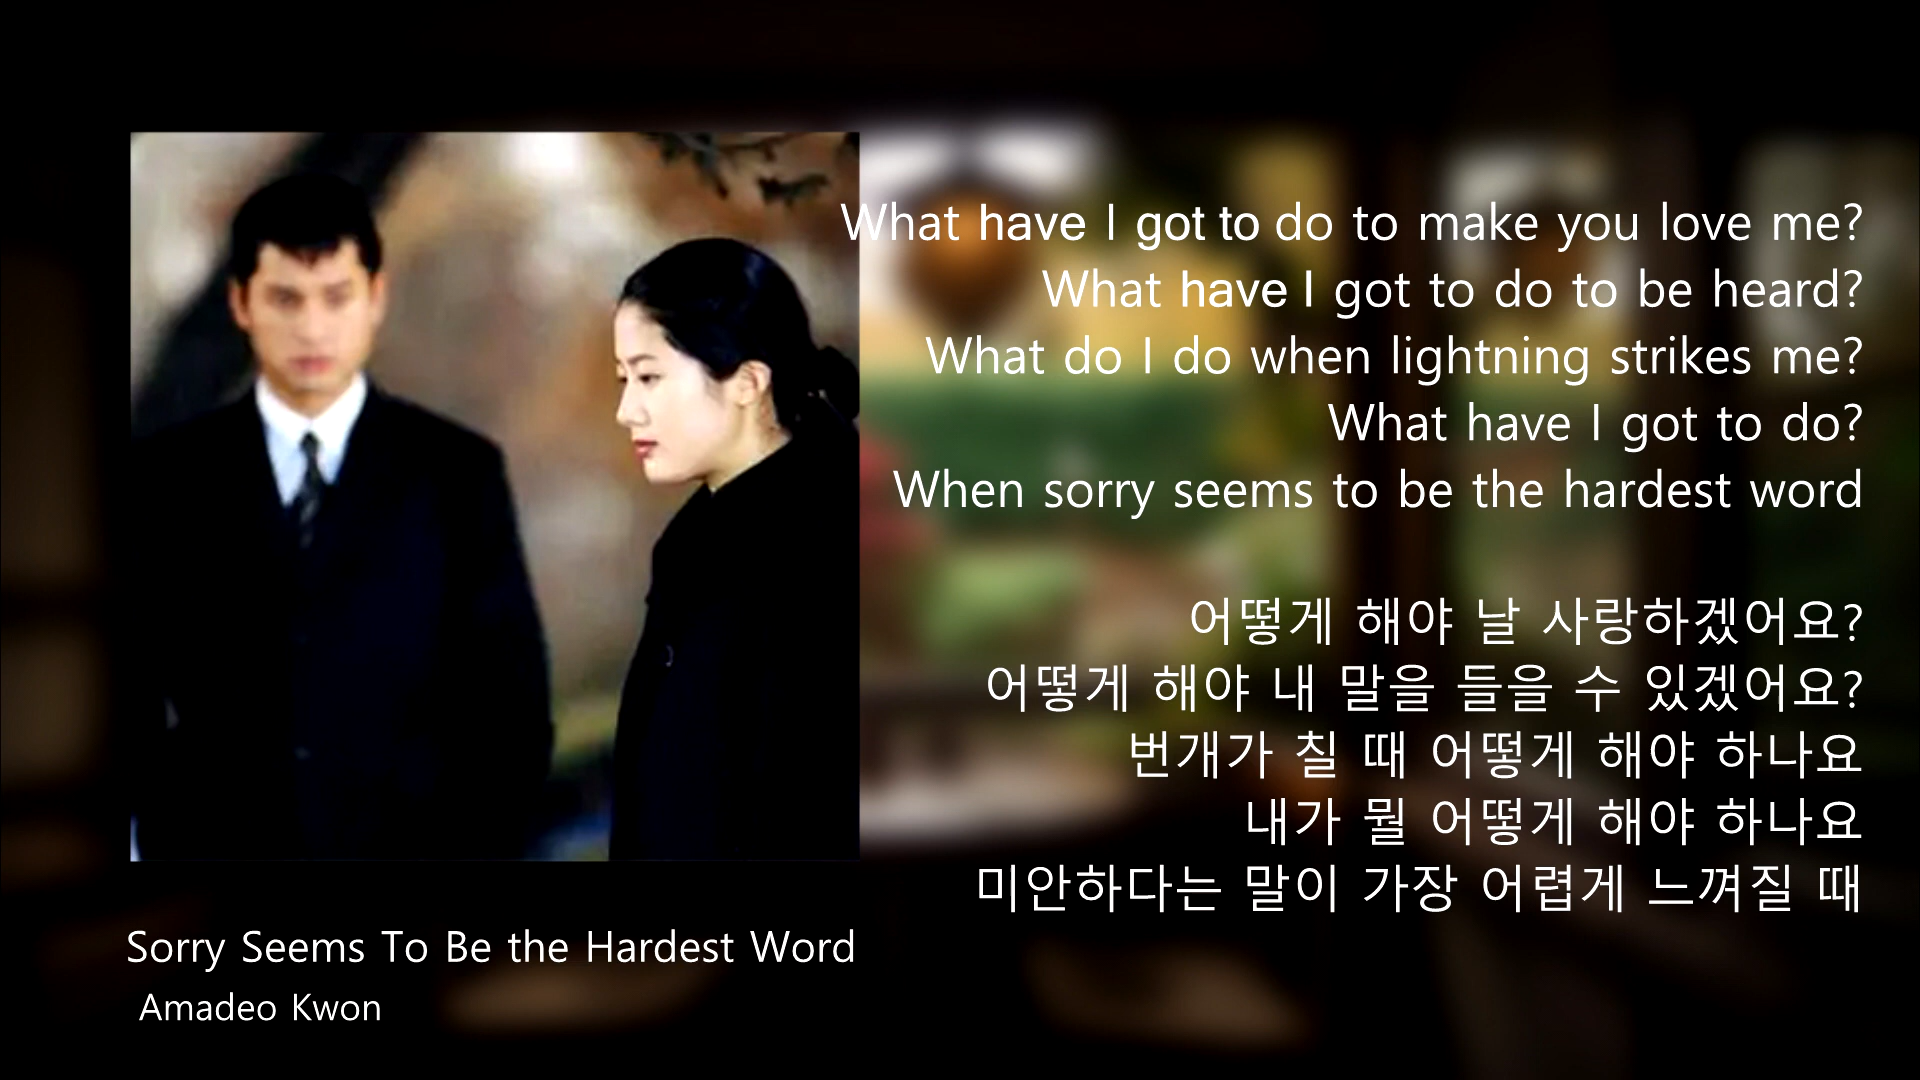 What have I got to do to make you love me?
What have I got to do to be heard?
What do I do when lightning strikes me?
What have I got to do?
When sorry seems to be the hardest word
어떻게 해야 날 사랑하겠어요?
어떻게 해야 내 말을 들을 수 있겠어요?
번개가 칠 때 어떻게 해야 하나요
내가 뭘 어떻게 해야 하나요
미안하다는 말이 가장 어렵게 느껴질 때
Sorry Seems To Be the Hardest Word
Amadeo Kwon